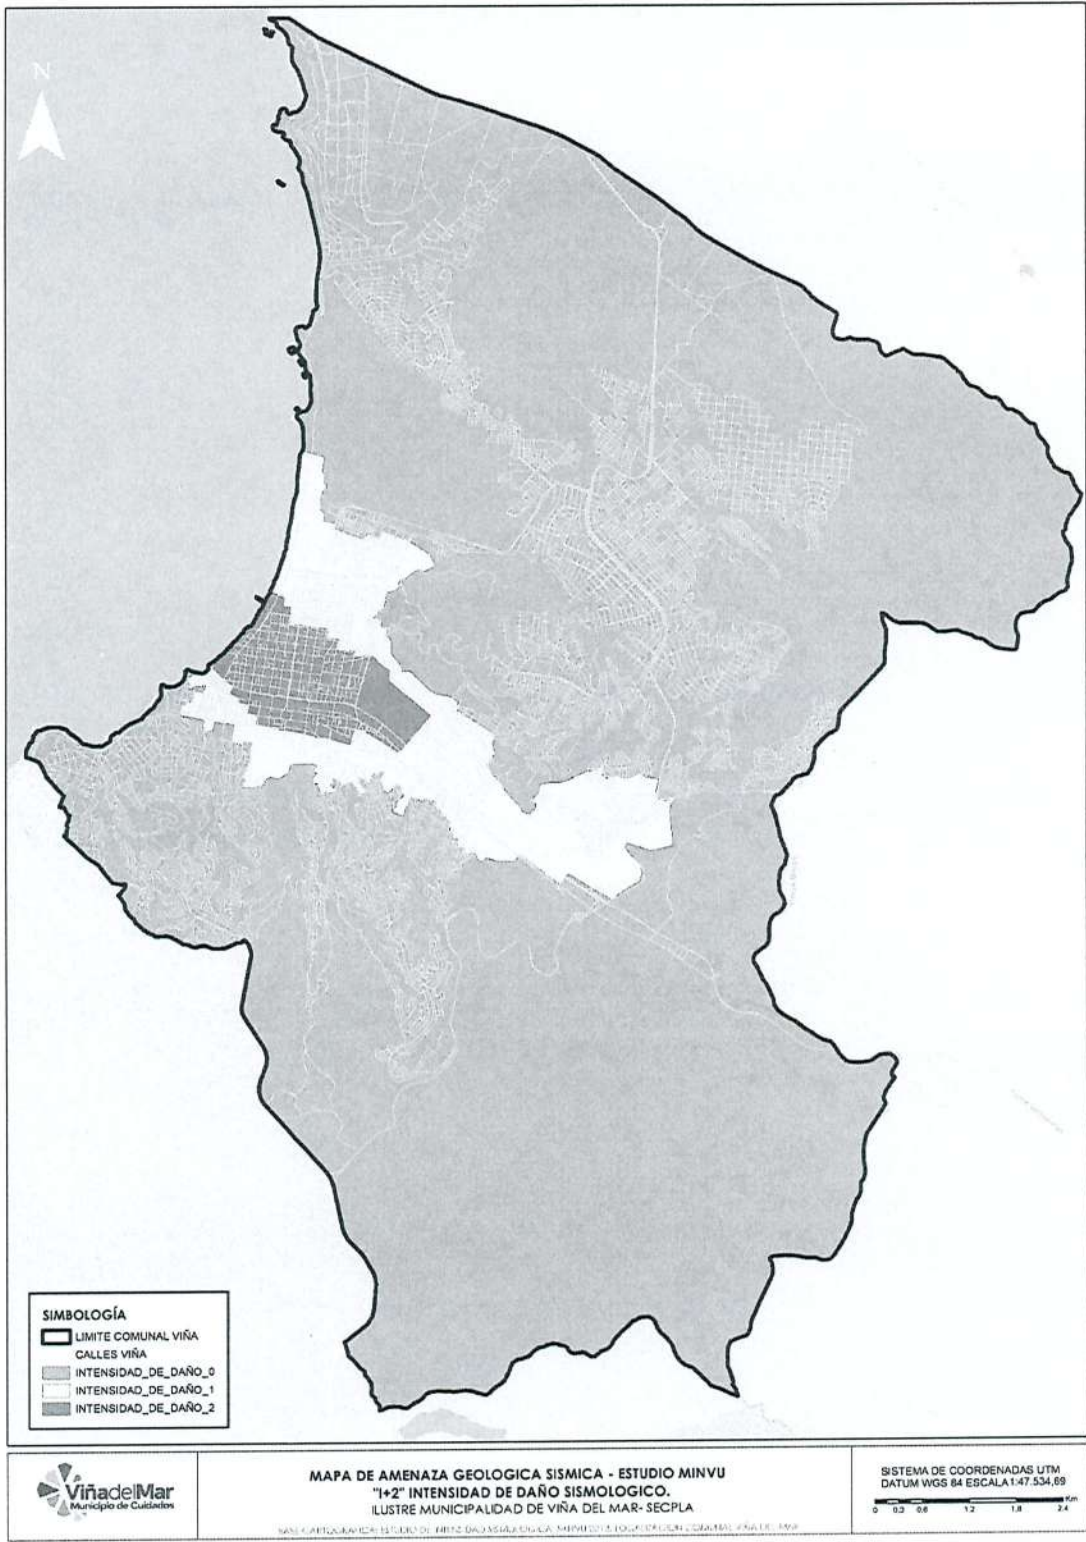 N
SIMBOLOGÍA
LIMITE COMUNAL VIÑA
CALLES VIÑA
INTENSIDAD_DE_DAÑO_0
INTENSIDAD_DE_DAÑO_1
INTENSIDAD_DE_DAÑO_2
ViñadelMar
Municipio de Cuidados
MAPA DE AMENAZA GEOLOGICA SISMICA - ESTUDIO MINVU
"I+2" INTENSIDAD DE DAÑO SISMOLOGICO.
ILUSTRE MUNICIPALIDAD DE VIÑA DEL MAR- SECPLA
SISTEMA DE COORDENADAS UTM
DATUM WGS 84 ESCALA 1:47.534,69
Km
0 0.3 0.6 1.2 1.8 2.4